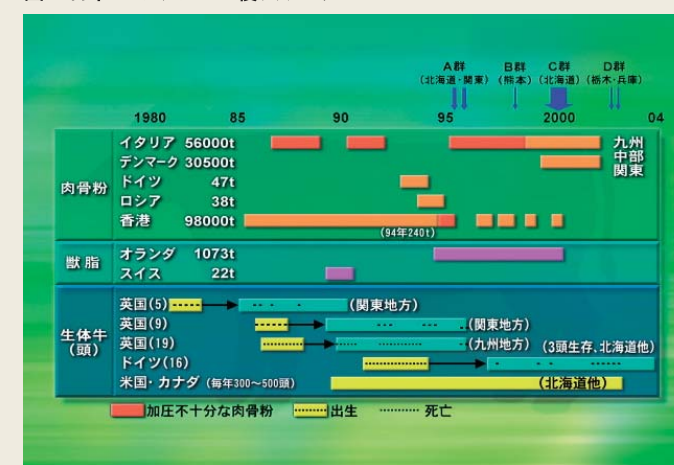 A群 B群 C群 D群
(北海道・関東) (熊本) (北海道) (栃木・兵庫)
1980 85 90 95 2000 04
肉骨粉
イタリア 56000t
デンマーク 30500t
ドイツ 47t
ロシア 38t
香港 98000t
(94年240t)
九州
中部
関東
獣脂
オランダ 1073t
スイス 22t
生体牛
(頭)
英国(5) (関東地方)
英国(9) (関東地方)
英国(19) (九州地方) (3頭生存、北海道他)
ドイツ(16)
米国・カナダ (毎年300〜500頭) (北海道他)
加圧不十分な肉骨粉 出生 死亡